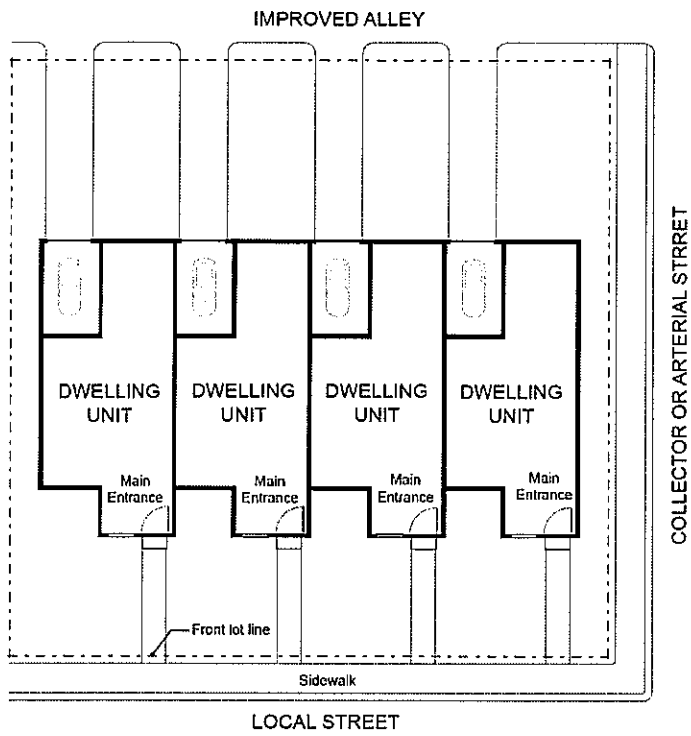 IMPROVED ALLEY
COLLECTOR OR ARTERIAL STRRET
DWELLING
UNIT
DWELLING
UNIT
DWELLING
UNIT
DWELLING
UNIT
Main
Entrance
Main
Entrance
Main
Entrance
Main
Entrance
Front lot line
Sidewalk
LOCAL STREET